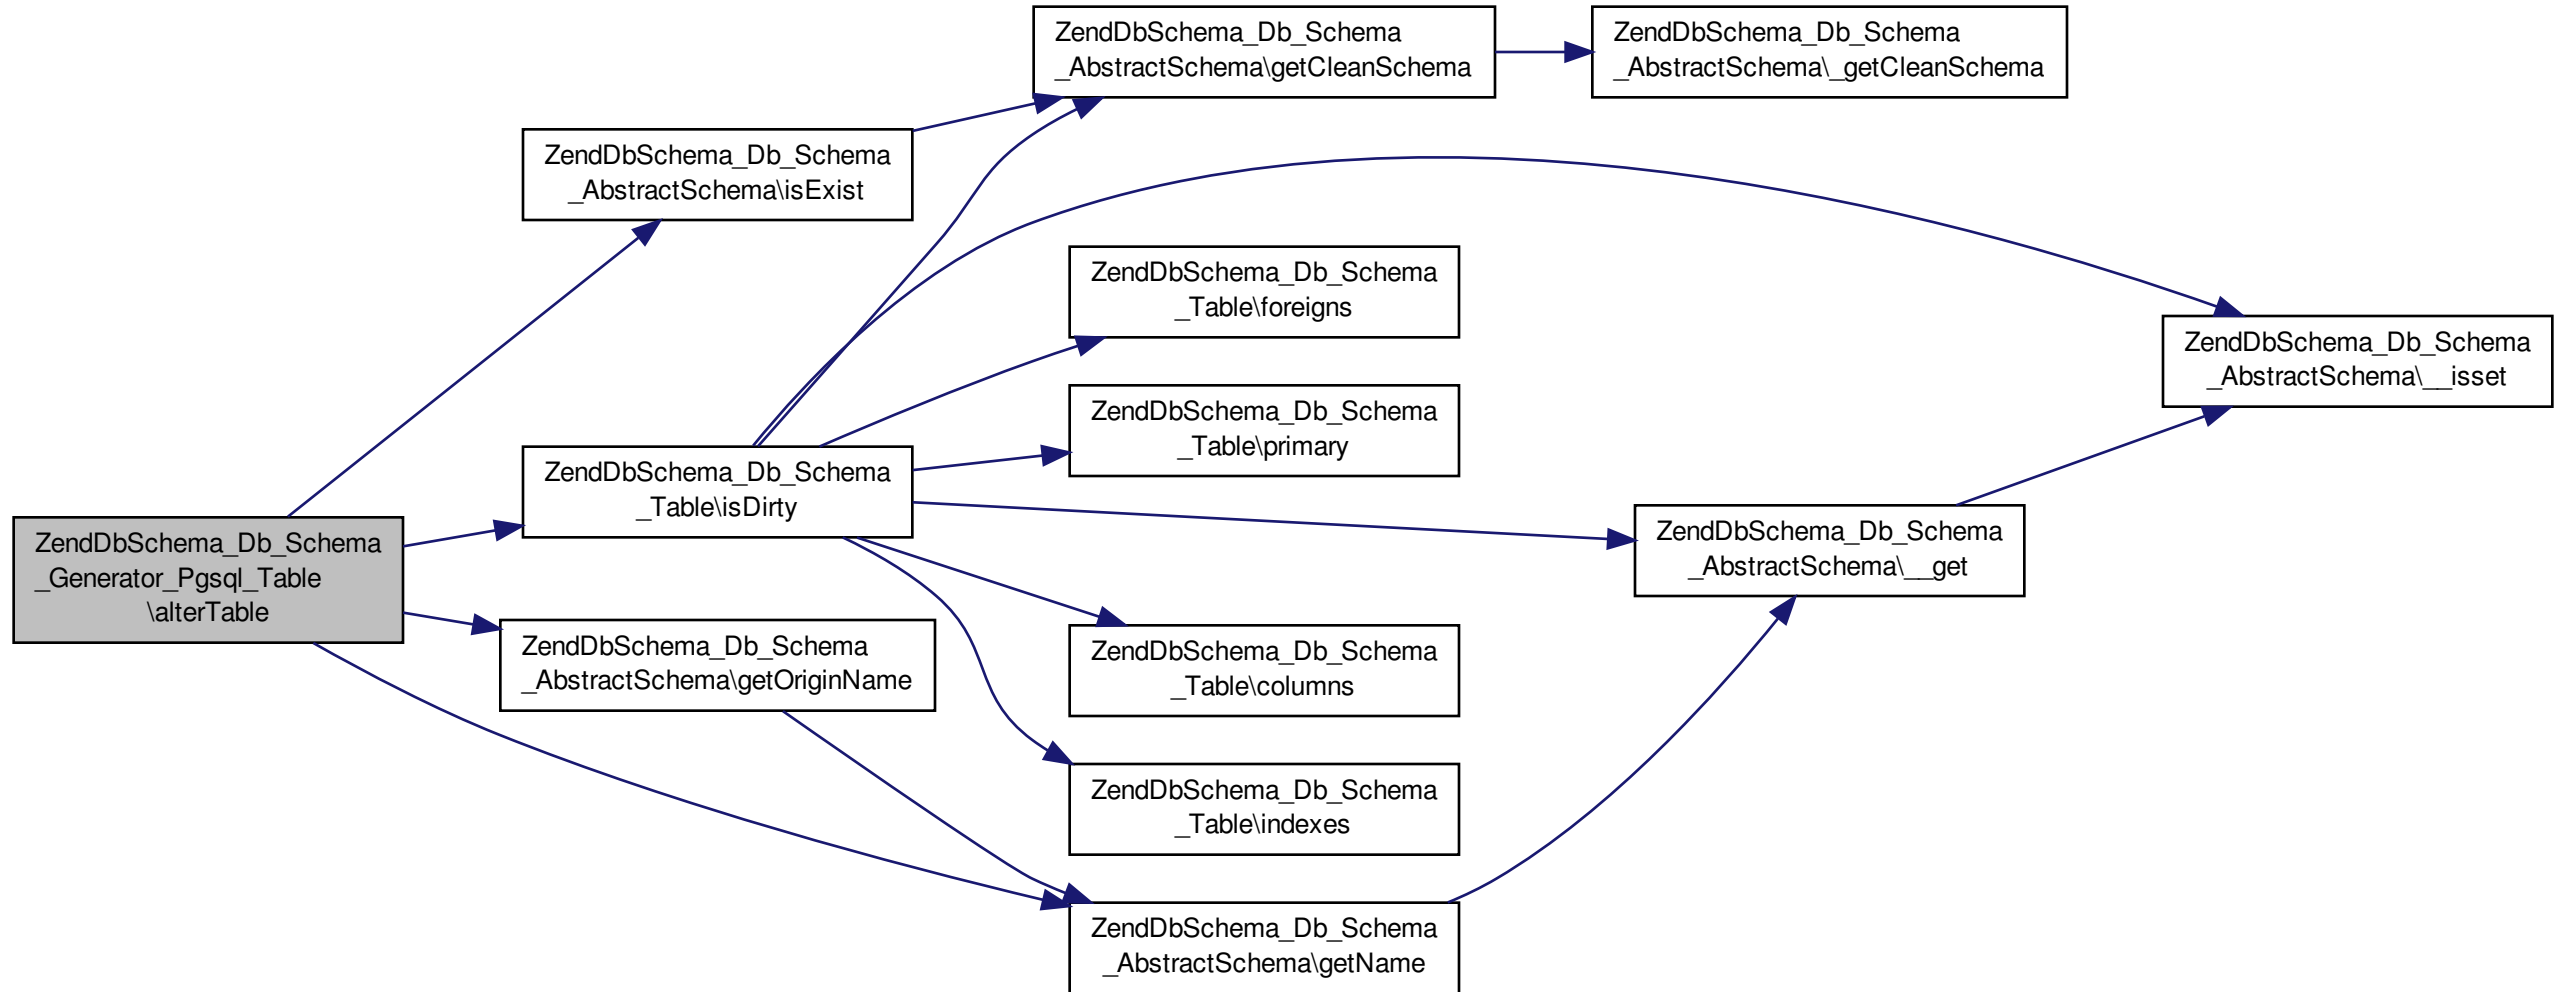 ZendDbSchema_Db_Schema
_AbstractSchema\getCleanSchema
ZendDbSchema_Db_Schema
_AbstractSchema\_getCleanSchema
ZendDbSchema_Db_Schema
_AbstractSchema\isExist
ZendDbSchema_Db_Schema
_Table\foreigns
ZendDbSchema_Db_Schema
_AbstractSchema\__isset
ZendDbSchema_Db_Schema
_Table\primary
ZendDbSchema_Db_Schema
_Table\isDirty
ZendDbSchema_Db_Schema
_AbstractSchema\__get
ZendDbSchema_Db_Schema
_Generator_Pgsql_Table
\alterTable
ZendDbSchema_Db_Schema
_AbstractSchema\getOriginName
ZendDbSchema_Db_Schema
_Table\columns
ZendDbSchema_Db_Schema
_Table\indexes
ZendDbSchema_Db_Schema
_AbstractSchema\getName